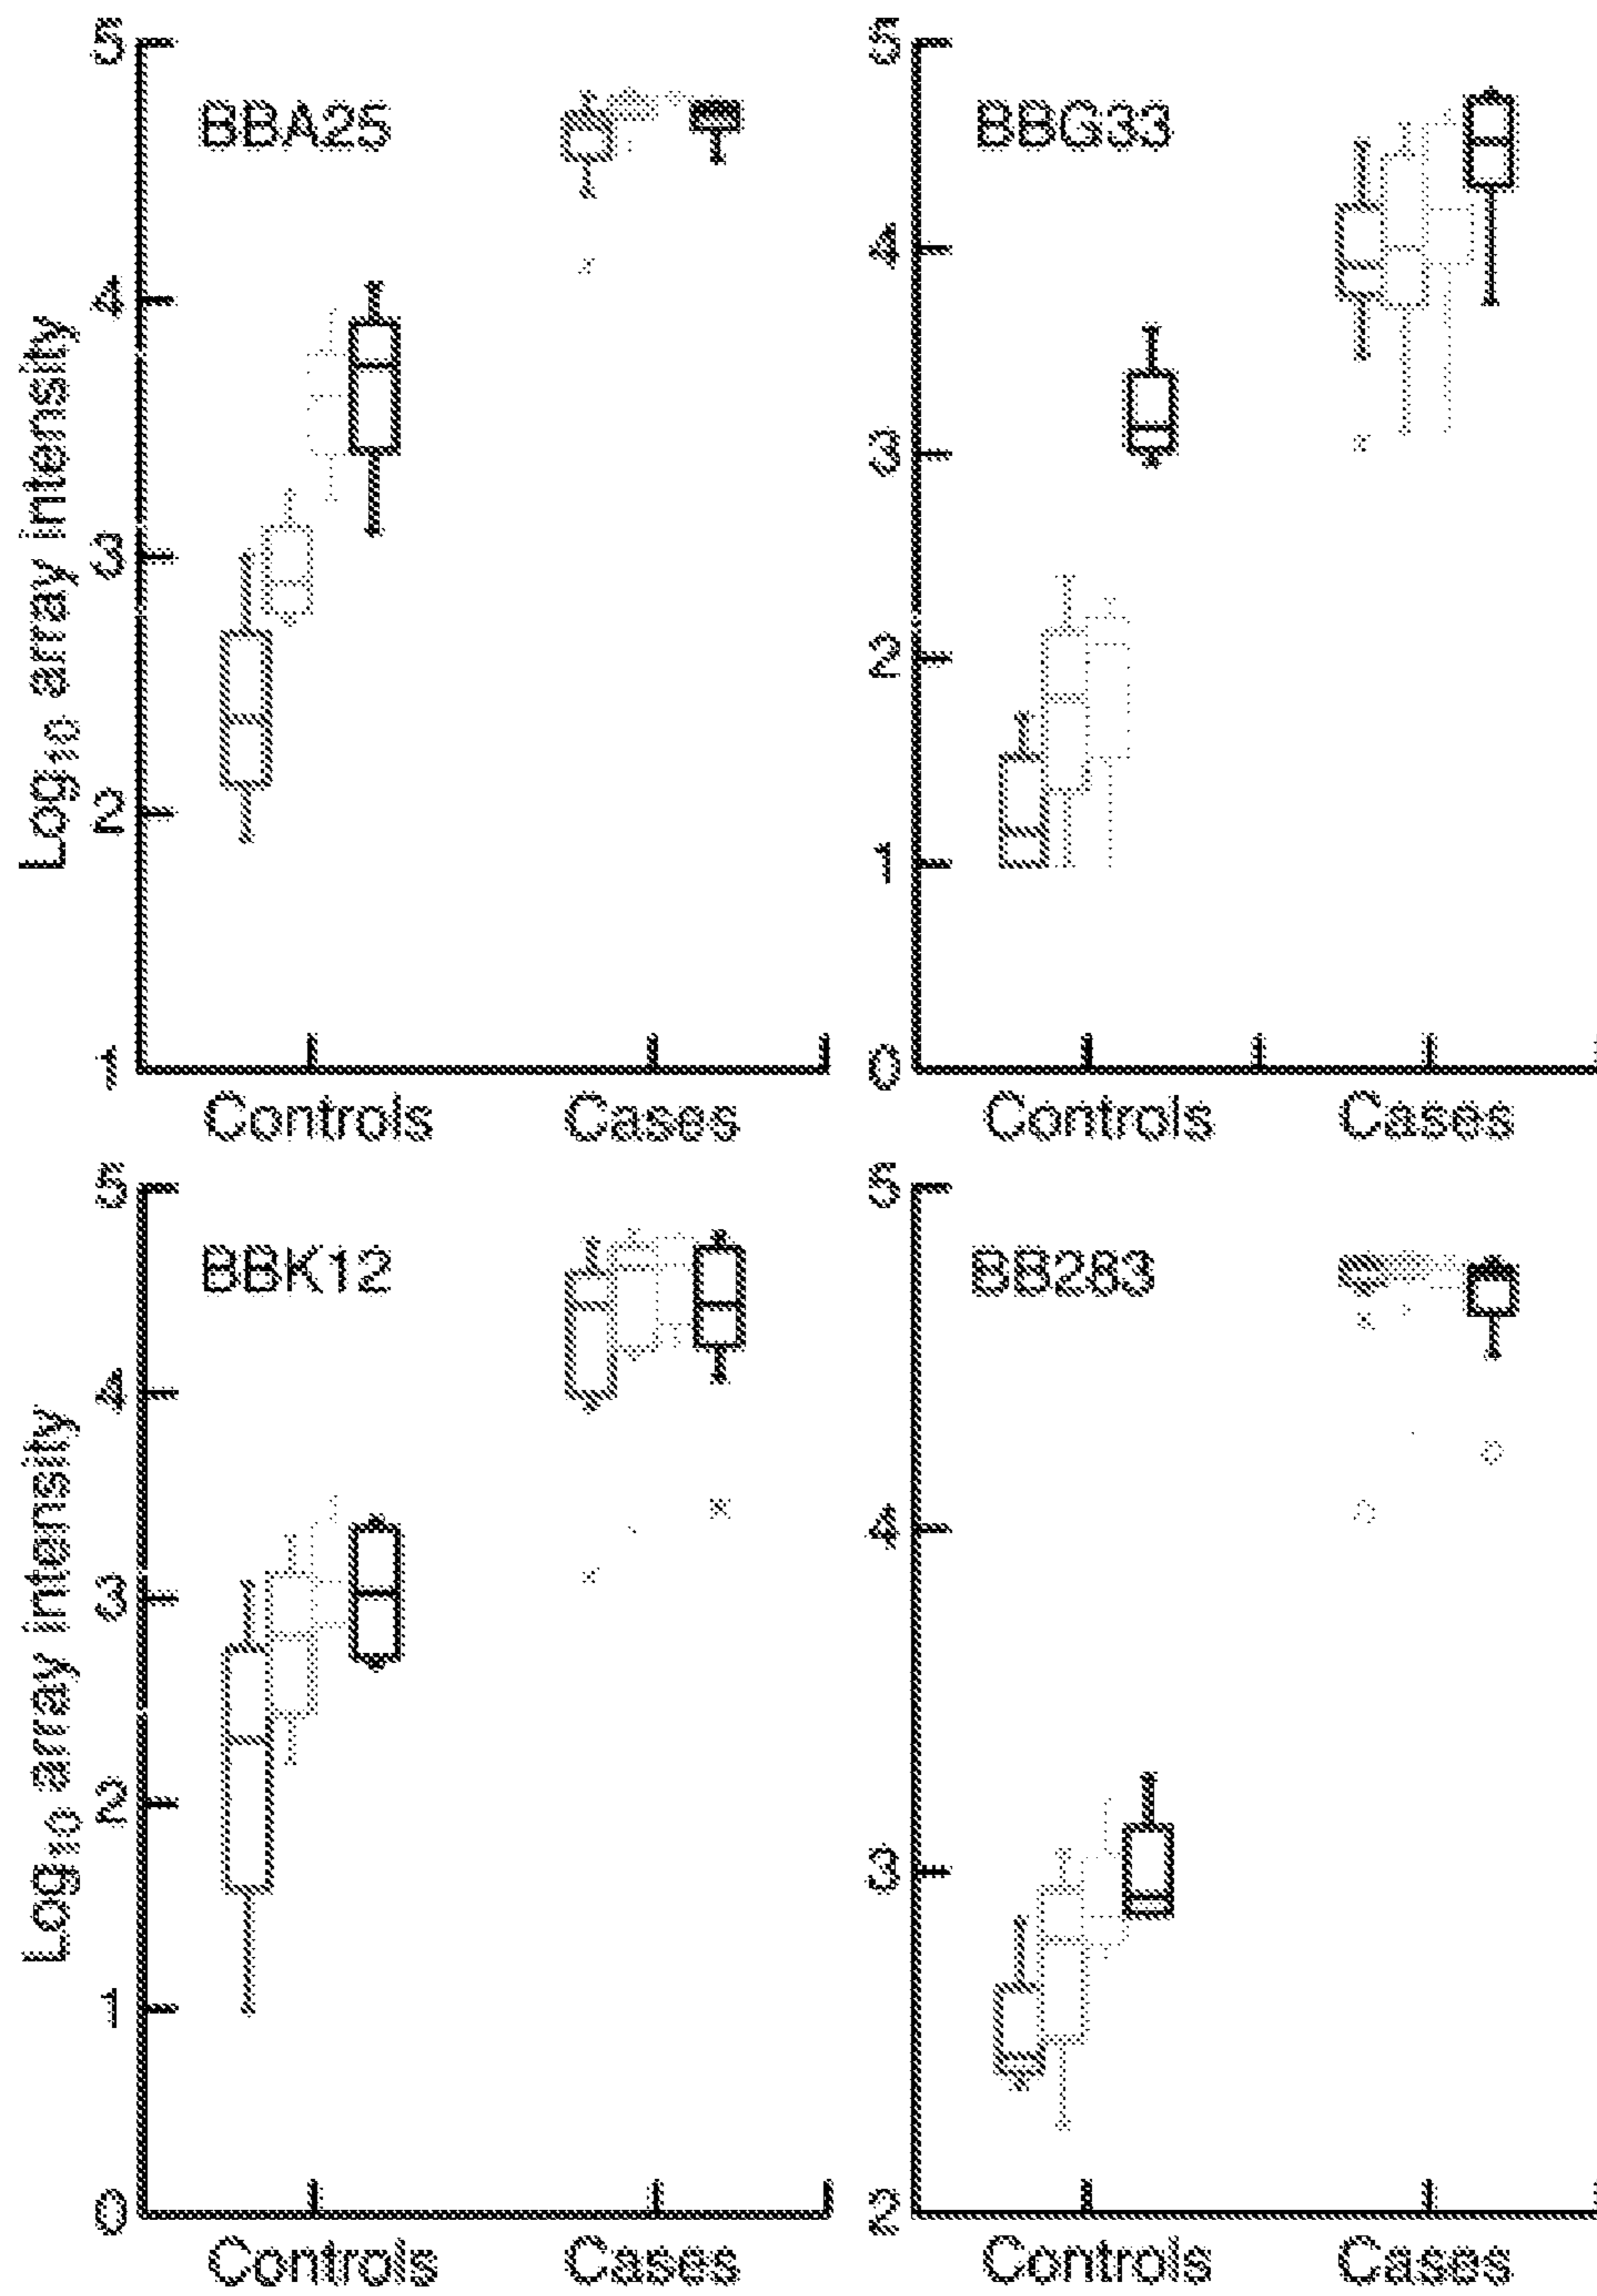 5
BBA25
4
3
2
1
Log₁₀ array intensity
Controls Cases
5
BBG33
4
3
2
1
0
Controls Cases
5
BBK12
4
3
2
1
0
Log₁₀ array intensity
Controls Cases
5
BB283
4
3
2
Controls Cases